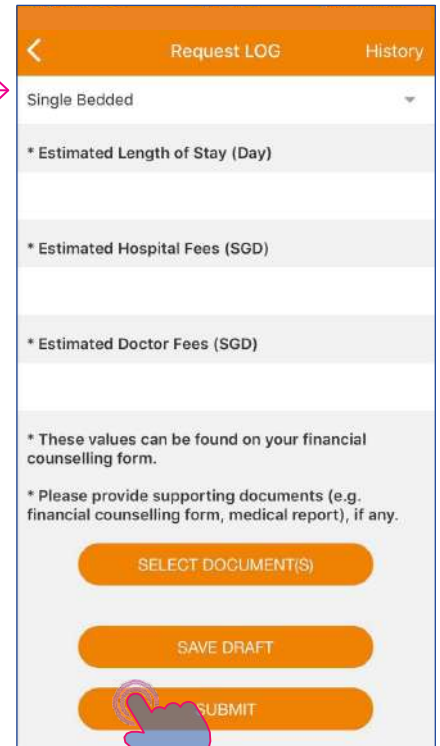 Request LOG
History
Single Bedded
* Estimated Length of Stay (Day)
* Estimated Hospital Fees (SGD)
* Estimated Doctor Fees (SGD)
* These values can be found on your financial
counselling form.
* Please provide supporting documents (e.g.
financial counselling form, medical report), if any.
SELECT DOCUMENT(S)
SAVE DRAFT
SUBMIT